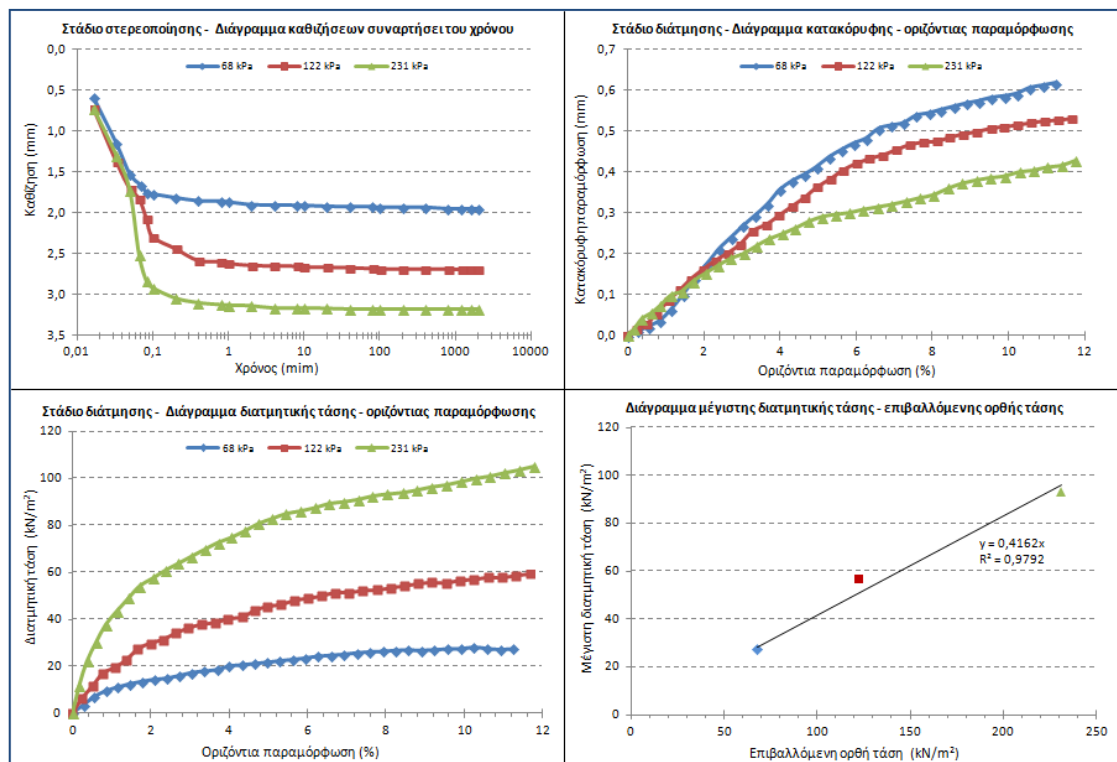 Στάδιο στερεοποίησης - Διάγραμμα καθιζήσεων συναρτήσει του χρόνου
68 kPa 122 kPa 231 kPa
Καθίζηση (mm)
0,0
0,5
1,0
1,5
2,0
2,5
3,0
3,5
0,01 0,1 1 10 100 1000 10000
Χρόνος (mim)
Στάδιο διάτμησης - Διάγραμμα κατακόρυφης - οριζόντιας παραμόρφωσης
68 kPa 122 kPa 231 kPa
Κατακόρυφη παραμόρφωση (mm)
0,7
0,6
0,5
0,4
0,3
0,2
0,1
0,0
0 2 4 6 8 10 12
Οριζόντια παραμόρφωση (%)
Στάδιο διάτμησης - Διάγραμμα διατμητικής τάσης - οριζόντιας παραμόρφωσης
68 kPa 122 kPa 231 kPa
Διατμητική τάση (kN/m²)
120
100
80
60
40
20
0
0 2 4 6 8 10 12
Οριζόντια παραμόρφωση (%)
Διάγραμμα μέγιστης διατμητικής τάσης - επιβαλλόμενης ορθής τάσης
Μέγιστη διατμητική τάση (kN/m²)
120
100
80
60
40
20
0
y = 0,4162x
R² = 0,9792
0 50 100 150 200 250
Επιβαλλόμενη ορθή τάση (kN/m²)